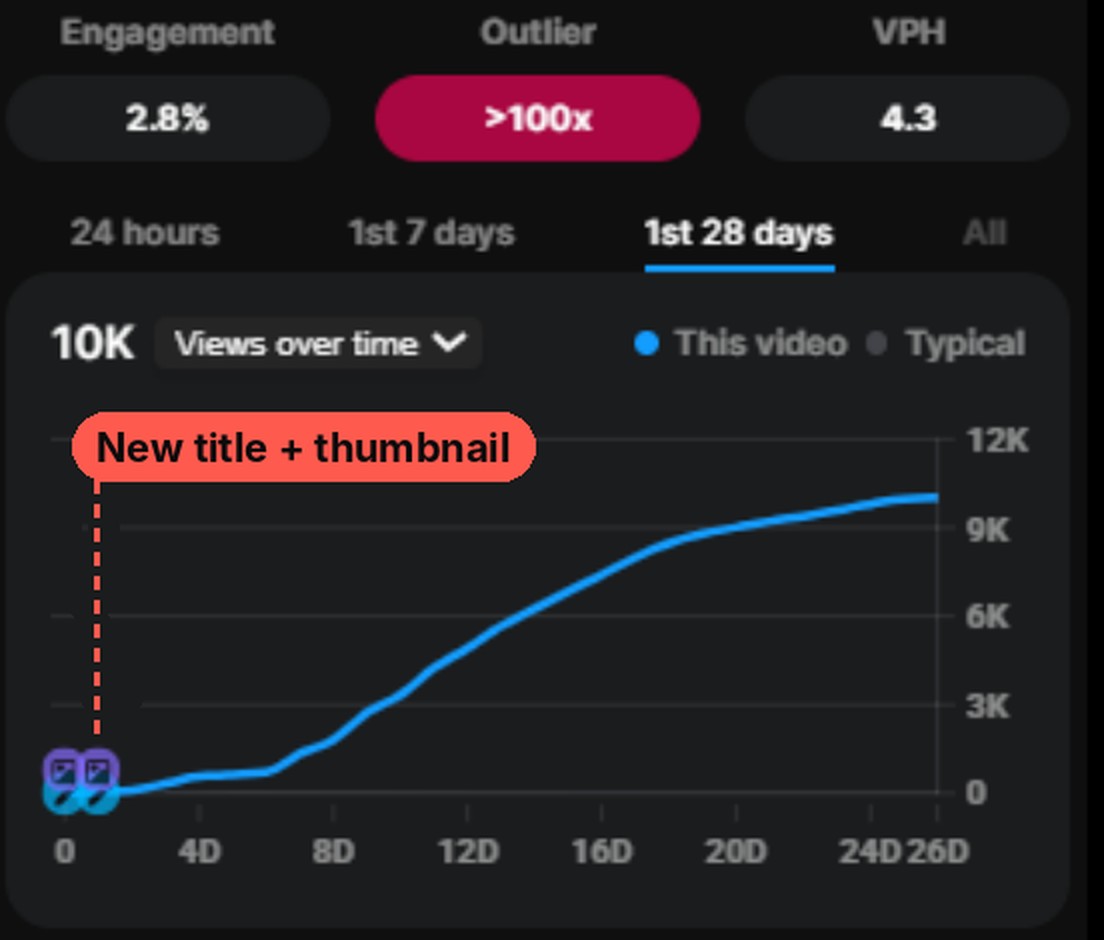 Engagement Outlier VPH
2.8% >100x 4.3
24 hours 1st 7 days 1st 28 days All
10K Views over time This video Typical
New title + thumbnail
12K
9K
6K
3K
0
0 4D 8D 12D 16D 20D 24D 26D